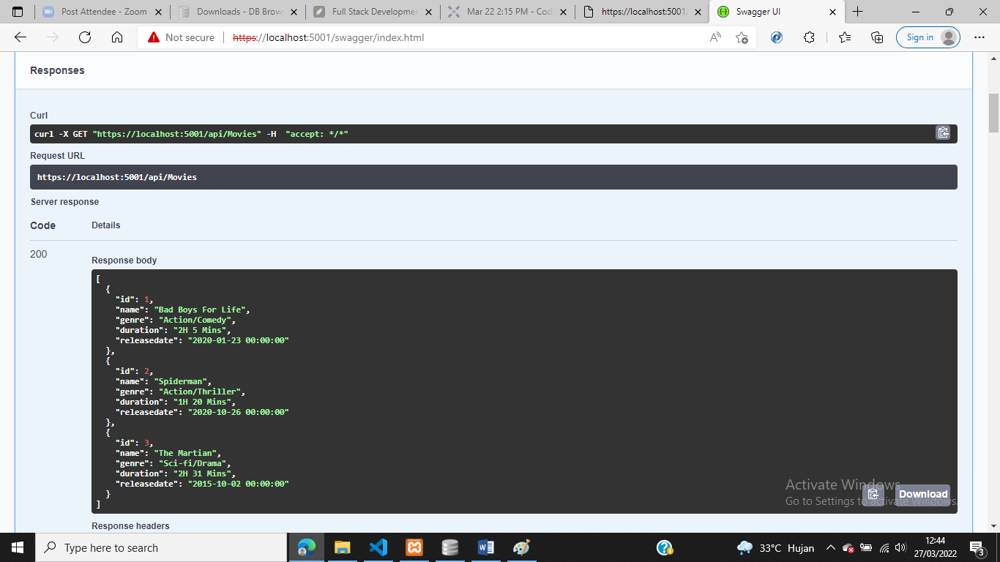 Post Attendee - Zoom
Downloads - DB Brow
Full Stack Developmen
Mar 22 2:15 PM - Cod
https://localhost:5001/
Swagger UI
Not secure
https://localhost:5001/swagger/index.html
Sign in
Responses
Curl
curl -X GET "https://localhost:5001/api/Movies" -H  "accept: */*"
Request URL
https://localhost:5001/api/Movies
Server response
Code
Details
200
Response body
[
{
"id": 1,
"name": "Bad Boys For Life",
"genre": "Action/Comedy",
"duration": "2H 5 Mins",
"releasedate": "2020-01-23 00:00:00"
},
{
"id": 2,
"name": "Spiderman",
"genre": "Action/Thriller",
"duration": "1H 20 Mins",
"releasedate": "2020-10-26 00:00:00"
},
{
"id": 3,
"name": "The Martian",
"genre": "Sci-fi/Drama",
"duration": "2H 31 Mins",
"releasedate": "2015-10-02 00:00:00"
}
]
Activate Windows
Go to Settings to activate Windows.
Download
Response headers
Type here to search
33°C Hujan
12:44
27/03/2022
3